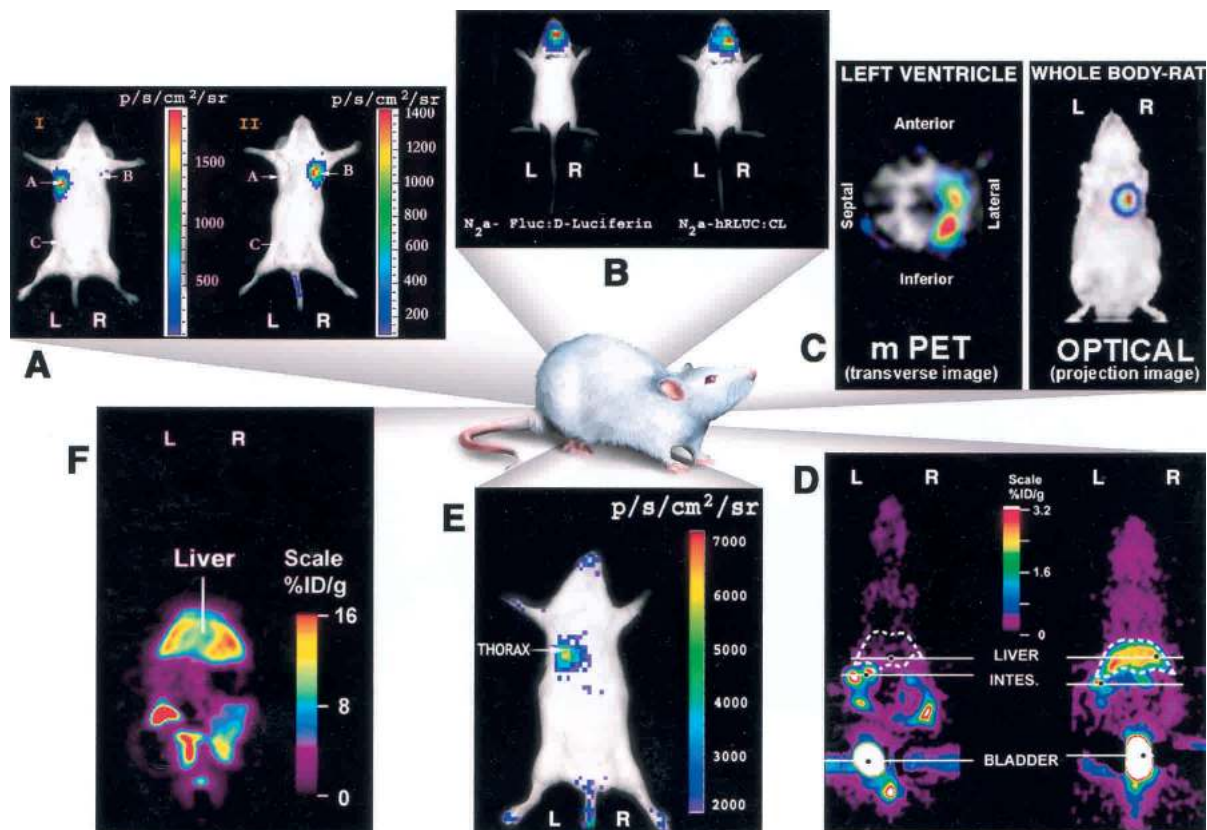 p/s/cm²/sr
p/s/cm²/sr
I
II
1500
1000
500
1400
1200
1000
800
600
400
200
A
B
C
A
B
C
L R
L R
A
L R
L R
N₂a- Fluc:D-Luciferin
N₂a-hRLUC:CL
B
LEFT VENTRICLE
Anterior
Septal
Lateral
Inferior
m PET
(transverse image)
WHOLE BODY-RAT
L R
OPTICAL
(projection image)
C
F
L R
Liver
Scale
%ID/g
16
8
0
E
p/s/cm²/sr
THORAX
7000
6000
5000
4000
3000
2000
L R
D
L R
Scale
%ID/g
3.2
1.6
0
L R
LIVER
INTES.
BLADDER